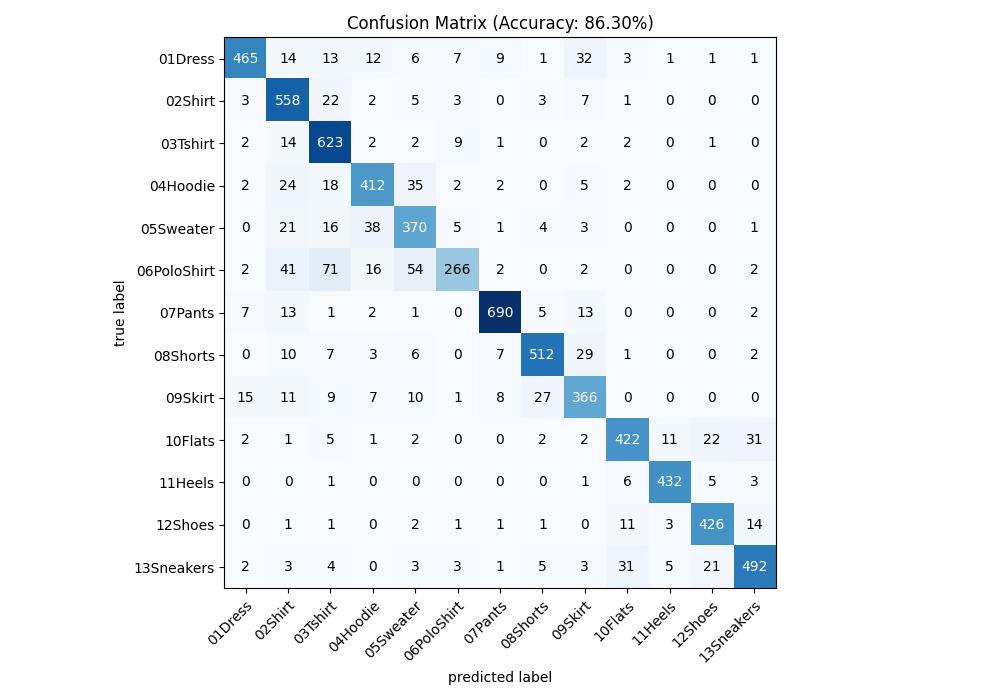 Confusion Matrix (Accuracy: 86.30%)
01Dress 465 14 13 12 6 7 9 1 32 3 1 1 1
02Shirt 3 558 22 2 5 3 0 3 7 1 0 0 0
03Tshirt 2 14 623 2 2 9 1 0 2 2 0 1 0
04Hoodie 2 24 18 412 35 2 2 0 5 2 0 0 0
05Sweater 0 21 16 38 370 5 1 4 3 0 0 0 1
06PoloShirt 2 41 71 16 54 266 2 0 2 2 0 0 2
07Pants 7 13 1 2 1 0 690 5 13 0 0 0 2
08Shorts 0 10 7 3 6 0 7 512 29 1 0 0 2
09Skirt 15 11 9 7 10 1 8 27 366 0 0 0 0
10Flats 2 1 5 1 2 0 0 2 2 422 11 22 31
11Heels 0 0 1 0 0 0 0 0 1 6 432 5 3
12Shoes 0 1 1 0 2 1 1 1 0 11 3 426 14
13Sneakers 2 3 4 0 3 3 1 5 3 31 5 21 492
true label
01Dress 02Shirt 03Tshirt 04Hoodie 05Sweater 06PoloShirt 07Pants 08Shorts 09Skirt 10Flats 11Heels 12Shoes 13Sneakers
predicted label